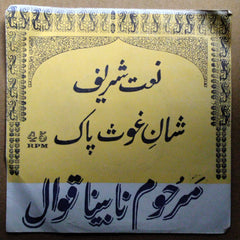 نعت شریف
شانِ غوث پاک
45
RPM
مرحوم نابینا قوال